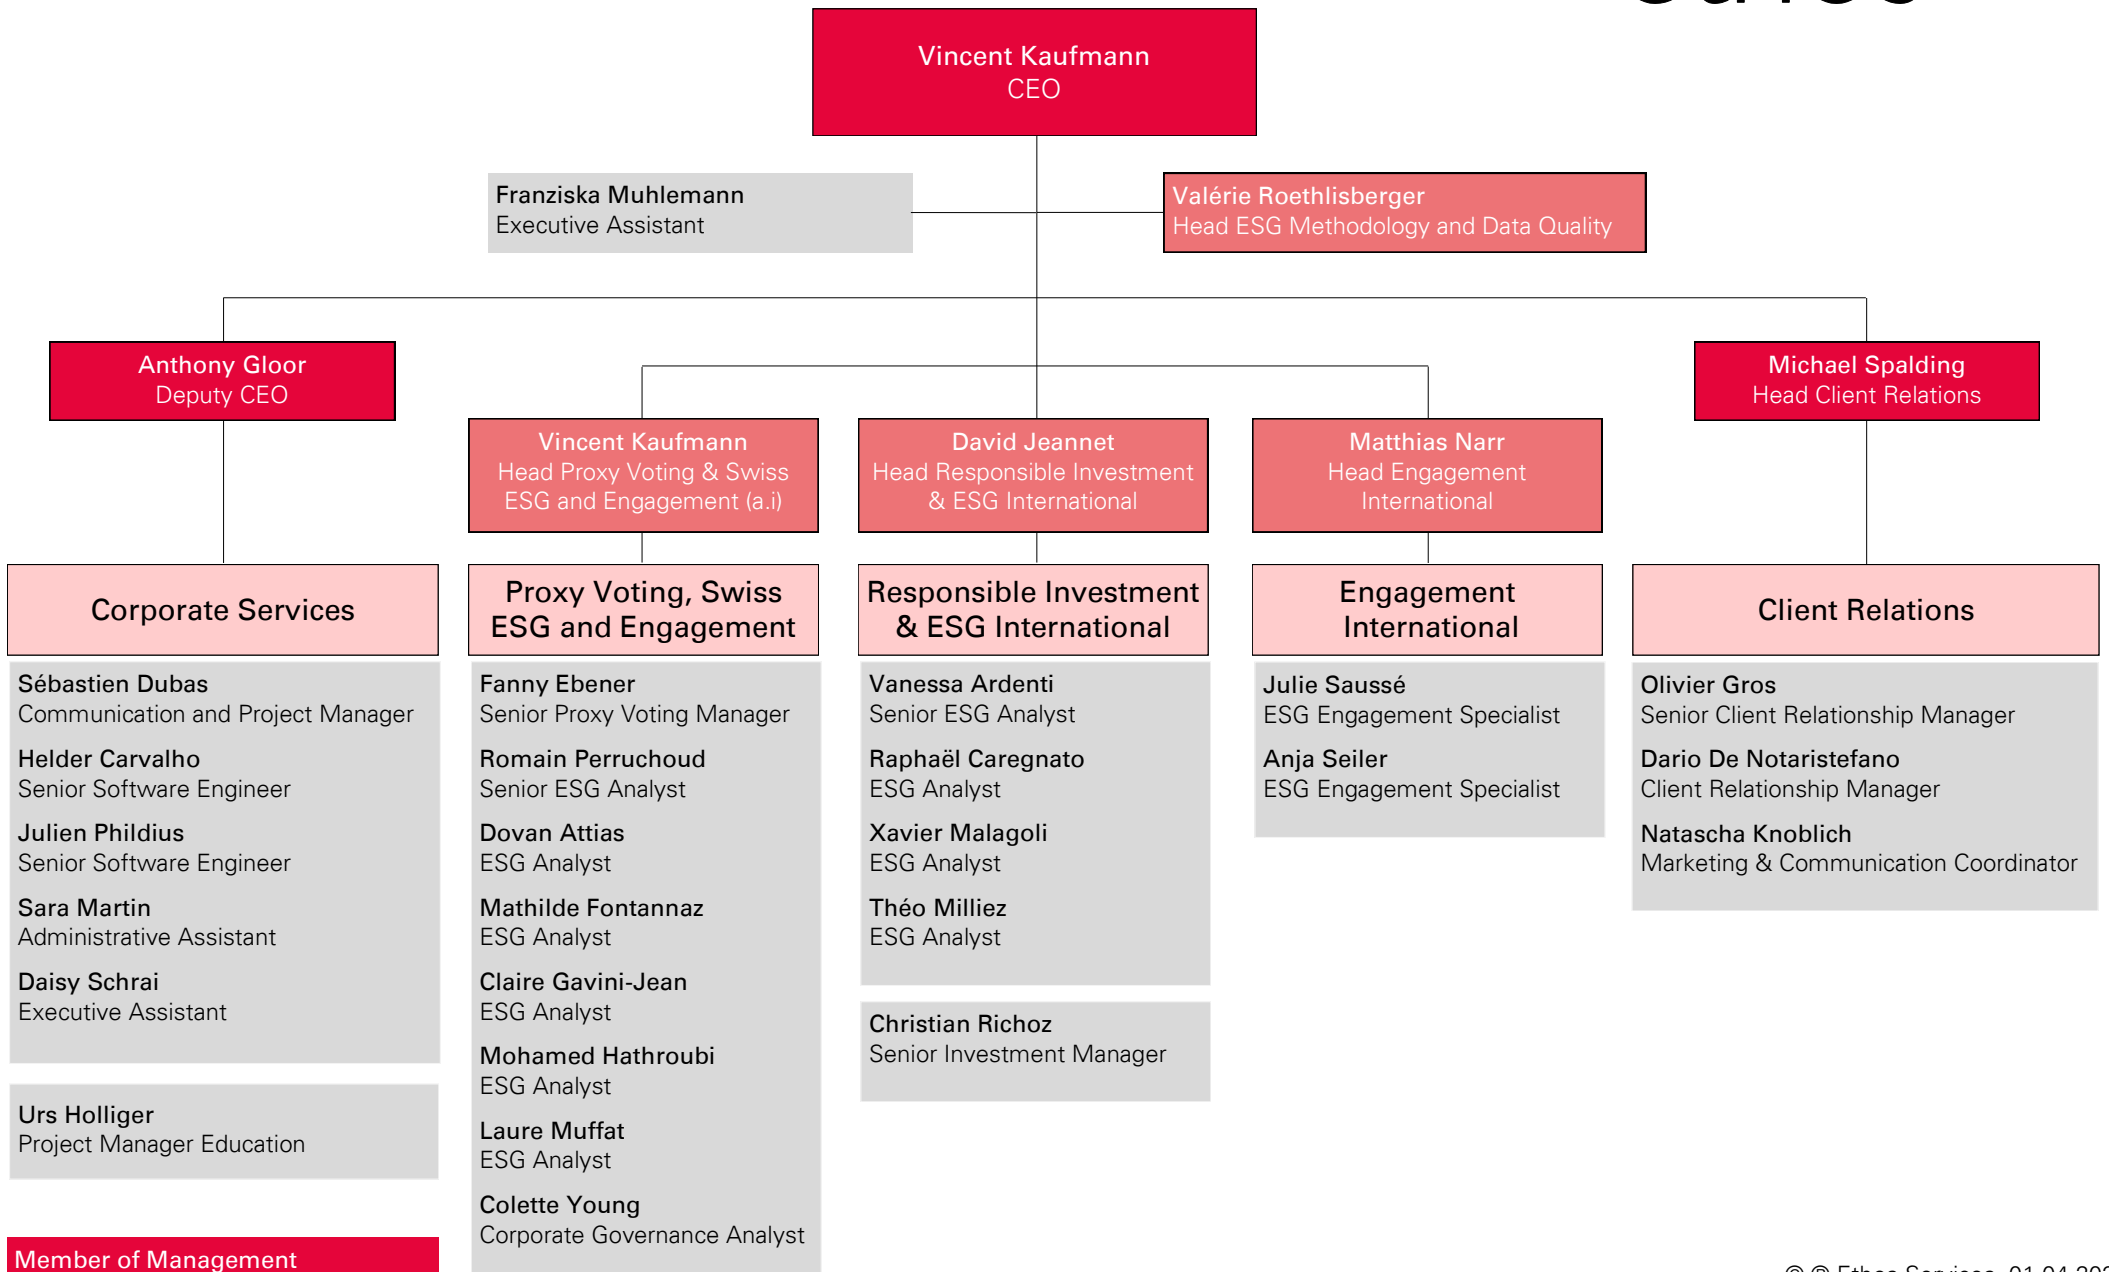 Vincent Kaufmann
CEO
Franziska Muhlemann
Executive Assistant
Valérie Roethlisberger
Head ESG Methodology and Data Quality
Anthony Gloor
Deputy CEO
Michael Spalding
Head Client Relations
Vincent Kaufmann
Head Proxy Voting & Swiss
ESG and Engagement (a.i)
David Jeannet
Head Responsible Investment
& ESG International
Matthias Narr
Head Engagement
International
Corporate Services
Sébastien Dubas
Communication and Project Manager
Helder Carvalho
Senior Software Engineer
Julien Phildius
Senior Software Engineer
Sara Martin
Administrative Assistant
Daisy Schrai
Executive Assistant
Urs Holliger
Project Manager Education
Member of Management
Proxy Voting, Swiss
ESG and Engagement
Fanny Ebener
Senior Proxy Voting Manager
Romain Perruchoud
Senior ESG Analyst
Dovan Attias
ESG Analyst
Mathilde Fontannaz
ESG Analyst
Claire Gavini-Jean
ESG Analyst
Mohamed Hathroubi
ESG Analyst
Laure Muffat
ESG Analyst
Colette Young
Corporate Governance Analyst
Responsible Investment
& ESG International
Vanessa Ardenti
Senior ESG Analyst
Raphaël Caregnato
ESG Analyst
Xavier Malagoli
ESG Analyst
Théo Milliez
ESG Analyst
Christian Richoz
Senior Investment Manager
Engagement
International
Julie Saussé
ESG Engagement Specialist
Anja Seiler
ESG Engagement Specialist
Client Relations
Olivier Gros
Senior Client Relationship Manager
Dario De Notaristefano
Client Relationship Manager
Natascha Knoblich
Marketing & Communication Coordinator
Ethos Services